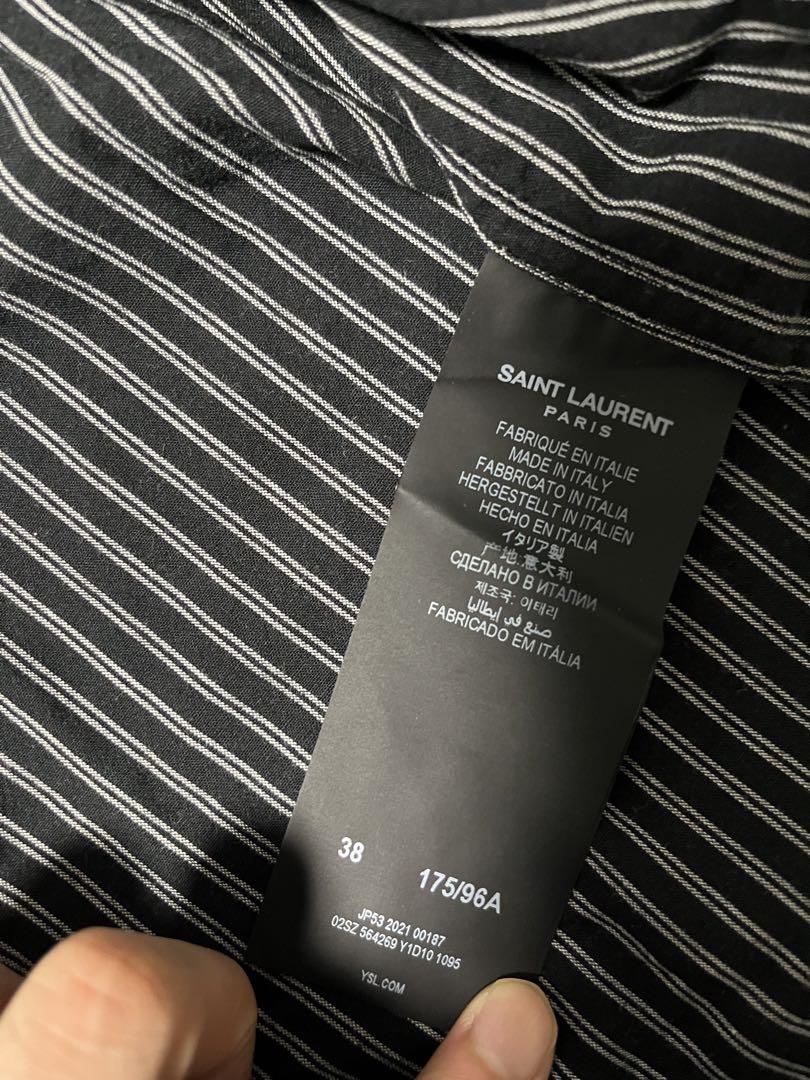 SAINT LAURENT
PARIS
FABRIQUÉ EN ITALIE
MADE IN ITALY
FABBRICATO IN ITALIA
HERGESTELLT IN ITALIEN
HECHO EN ITALIA
イタリア製
产地:意大利
СДЕЛАНО В ИТАЛИИ
제조국: 이태리
صنع في إيطاليا
FABRICADO EM ITÁLIA
38 175/96A
JP53 2021 00187
02SZ 564269 Y1D10 1095
YSL.COM